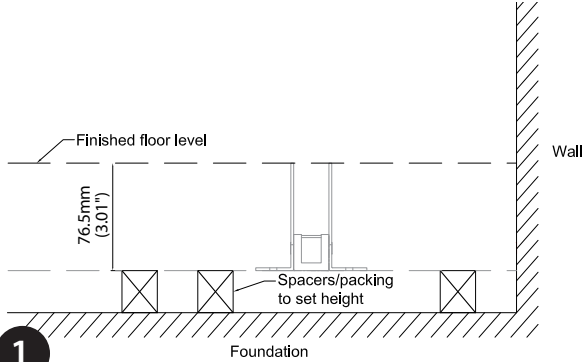 Finished floor level
Wall
76.5mm
(3.01")
Spacers/packing
to set height
1
Foundation